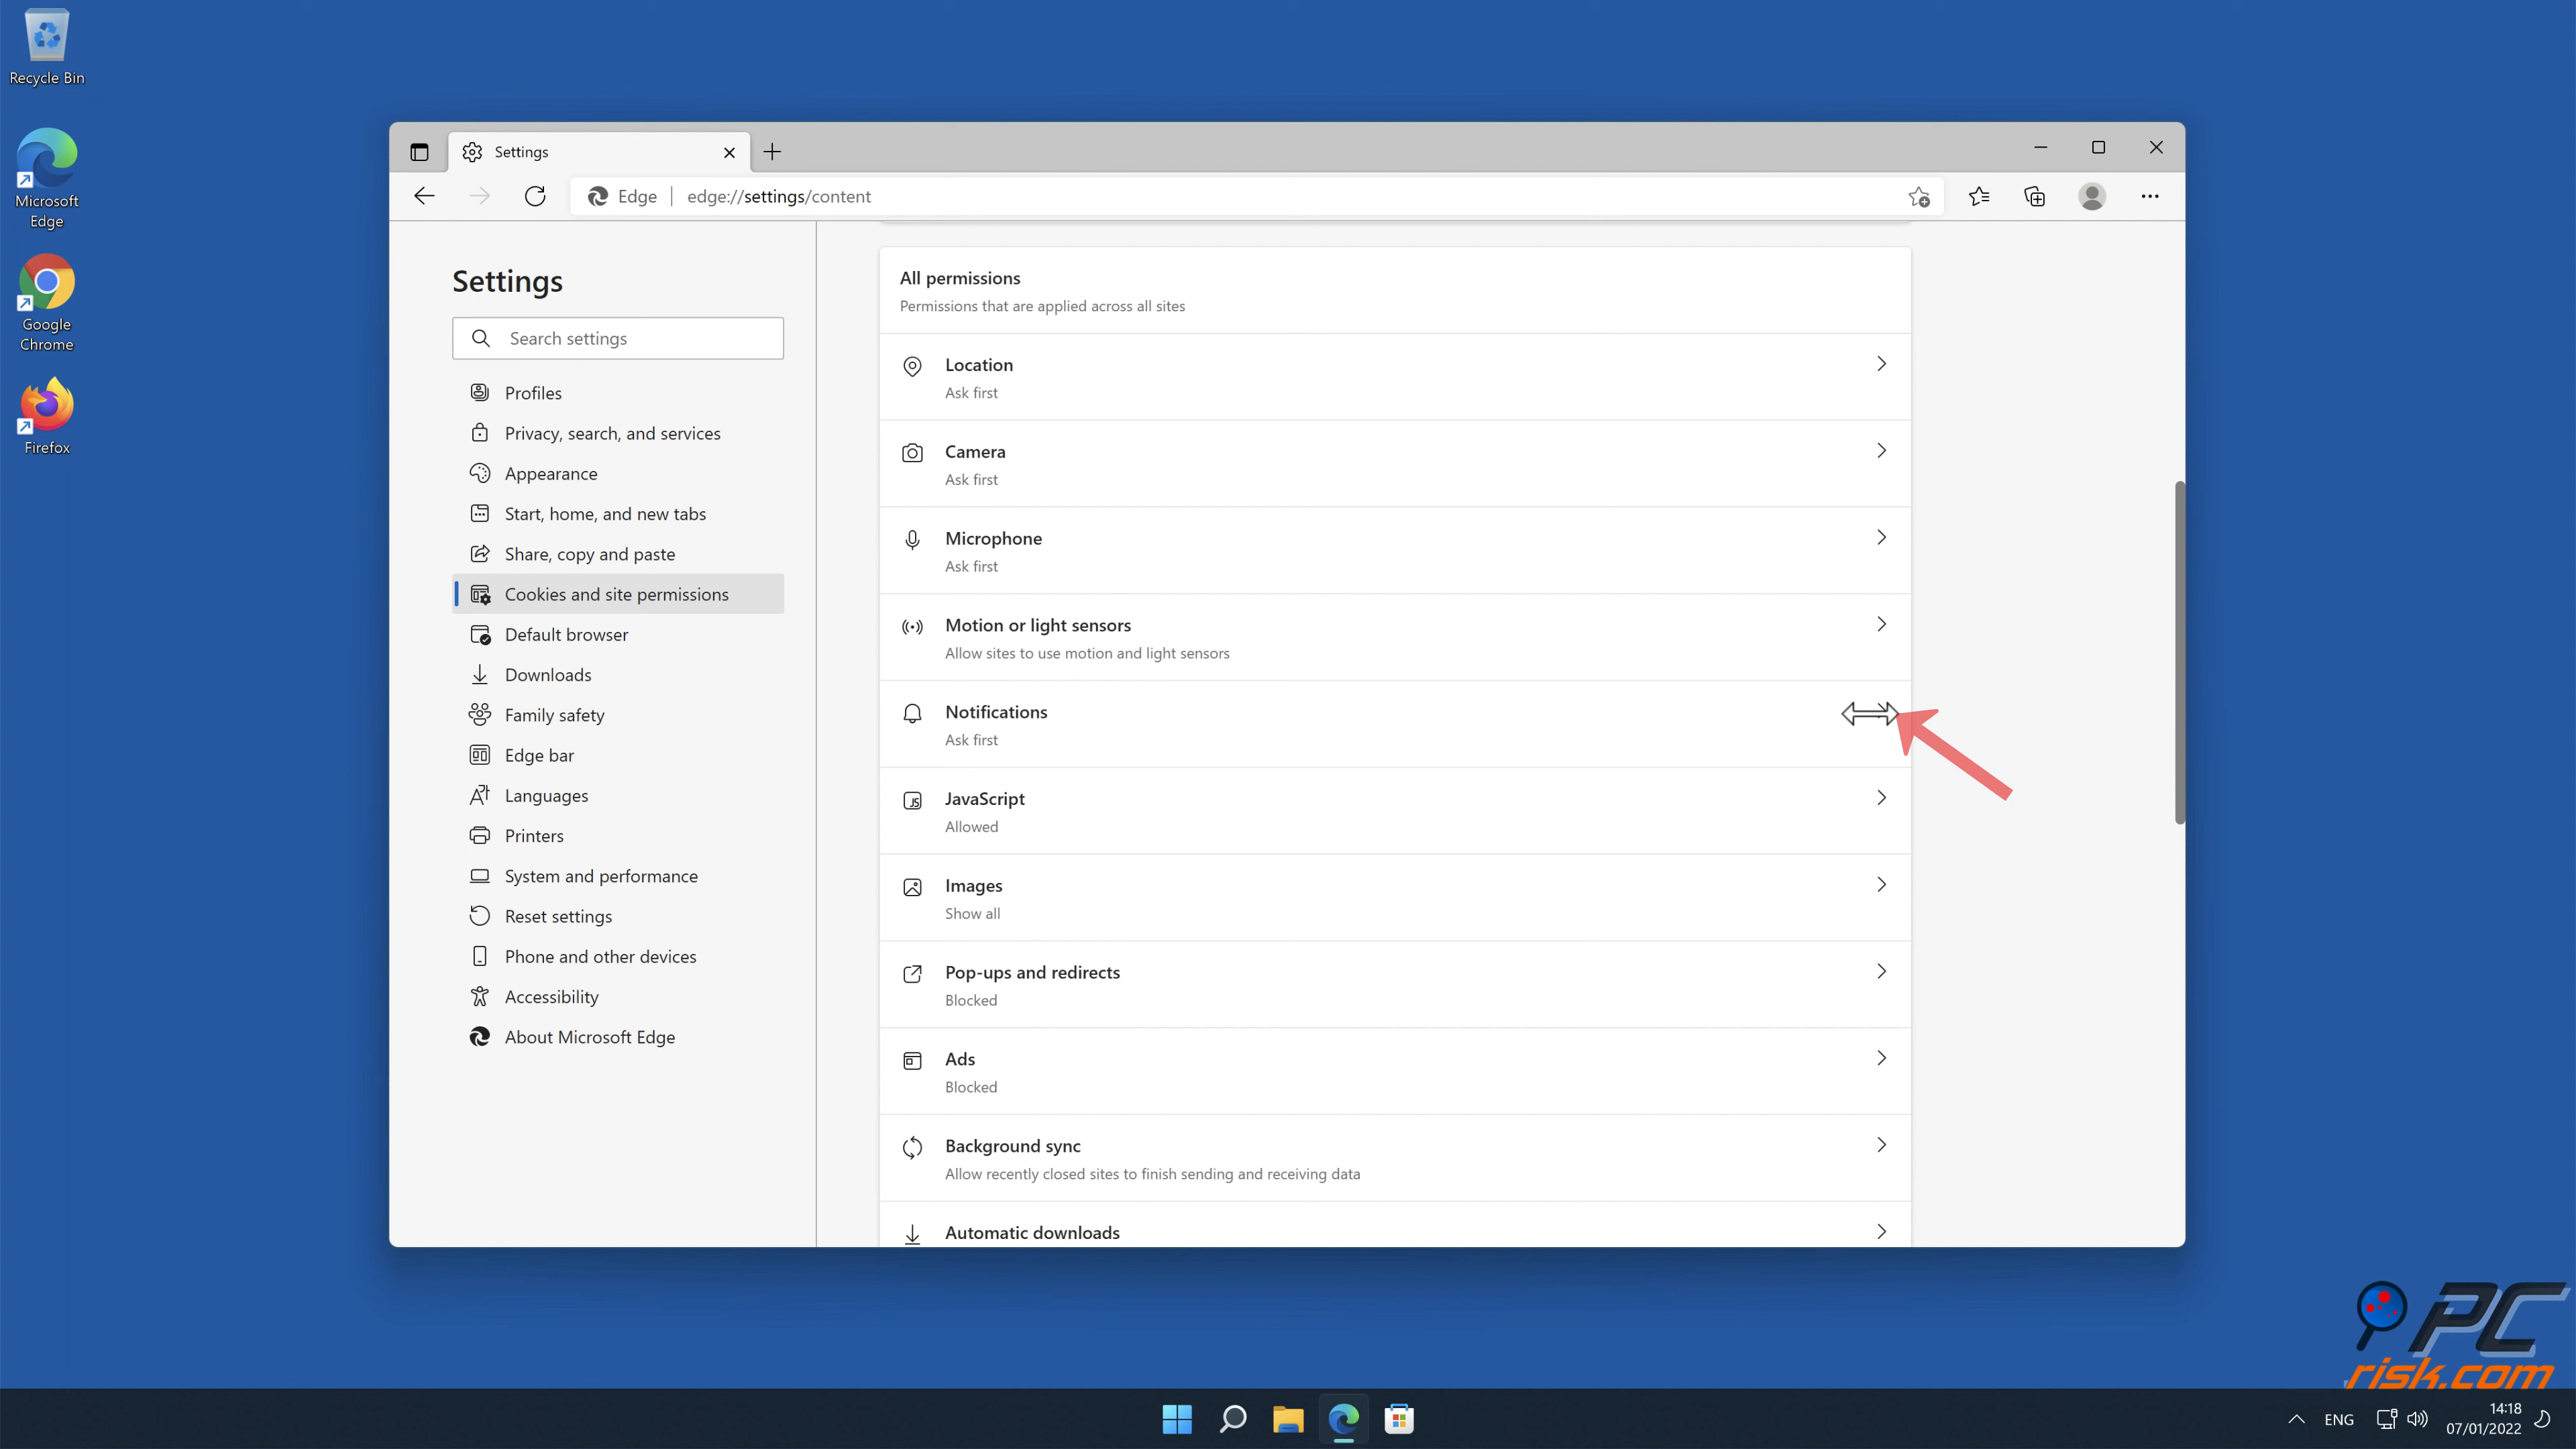 Recycle Bin
Microsoft
Edge
Google
Chrome
Firefox
Settings
Edge
edge://settings/content
Settings
Search settings
Profiles
Privacy, search, and services
Appearance
Start, home, and new tabs
Share, copy and paste
Cookies and site permissions
Default browser
Downloads
Family safety
Edge bar
Languages
Printers
System and performance
Reset settings
Phone and other devices
Accessibility
About Microsoft Edge
All permissions
Permissions that are applied across all sites
Location
Ask first
Camera
Ask first
Microphone
Ask first
Motion or light sensors
Allow sites to use motion and light sensors
Notifications
Ask first
JavaScript
Allowed
Images
Show all
Pop-ups and redirects
Blocked
Ads
Blocked
Background sync
Allow recently closed sites to finish sending and receiving data
Automatic downloads
PC
risk.com
ENG
14:18
07/01/2022